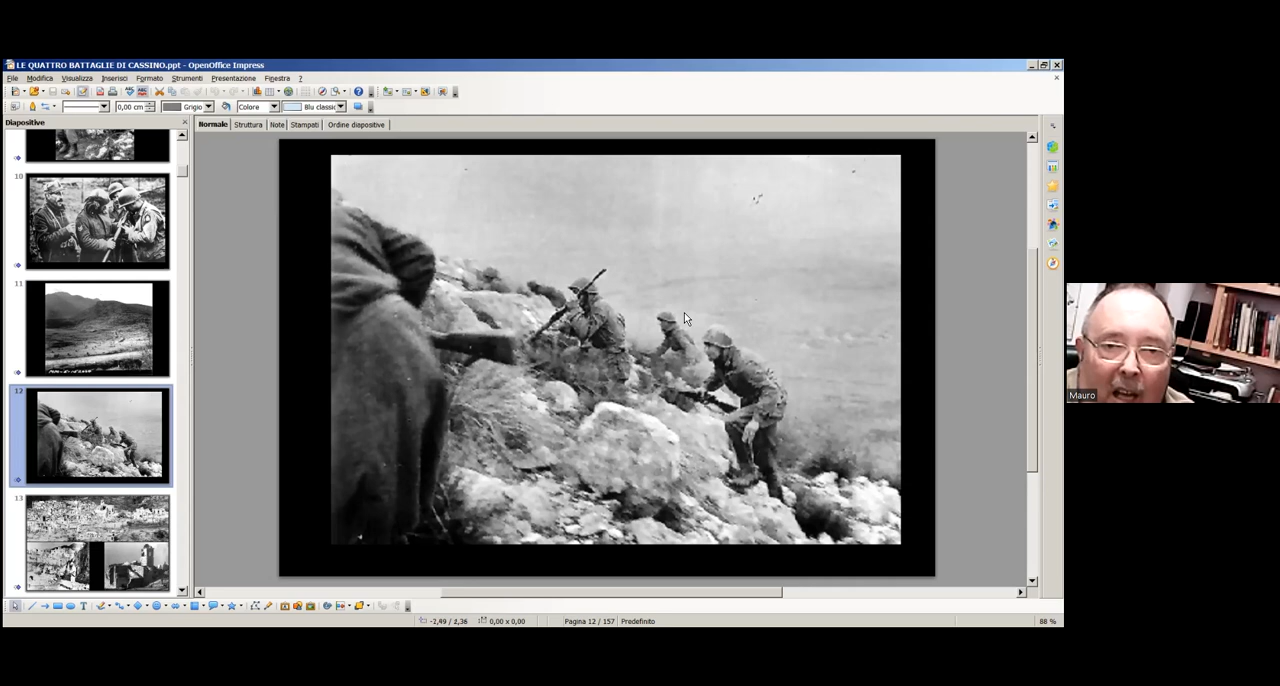 LE QUATTRO BATTAGLIE DI CASSINO.ppt - OpenOffice Impress
File Modifica Visualizza Inserisci Formato Strumenti Presentazione Finestra ?
0,00 cm Grigio Colore Blu classic
Diapositive
Normale Struttura Note Stampati Ordine diapositive
10
11
12
13
Mauro
-2,49 / 2,38 0,00 x 0,00 Pagina 12 / 157 Predefinito 88 %